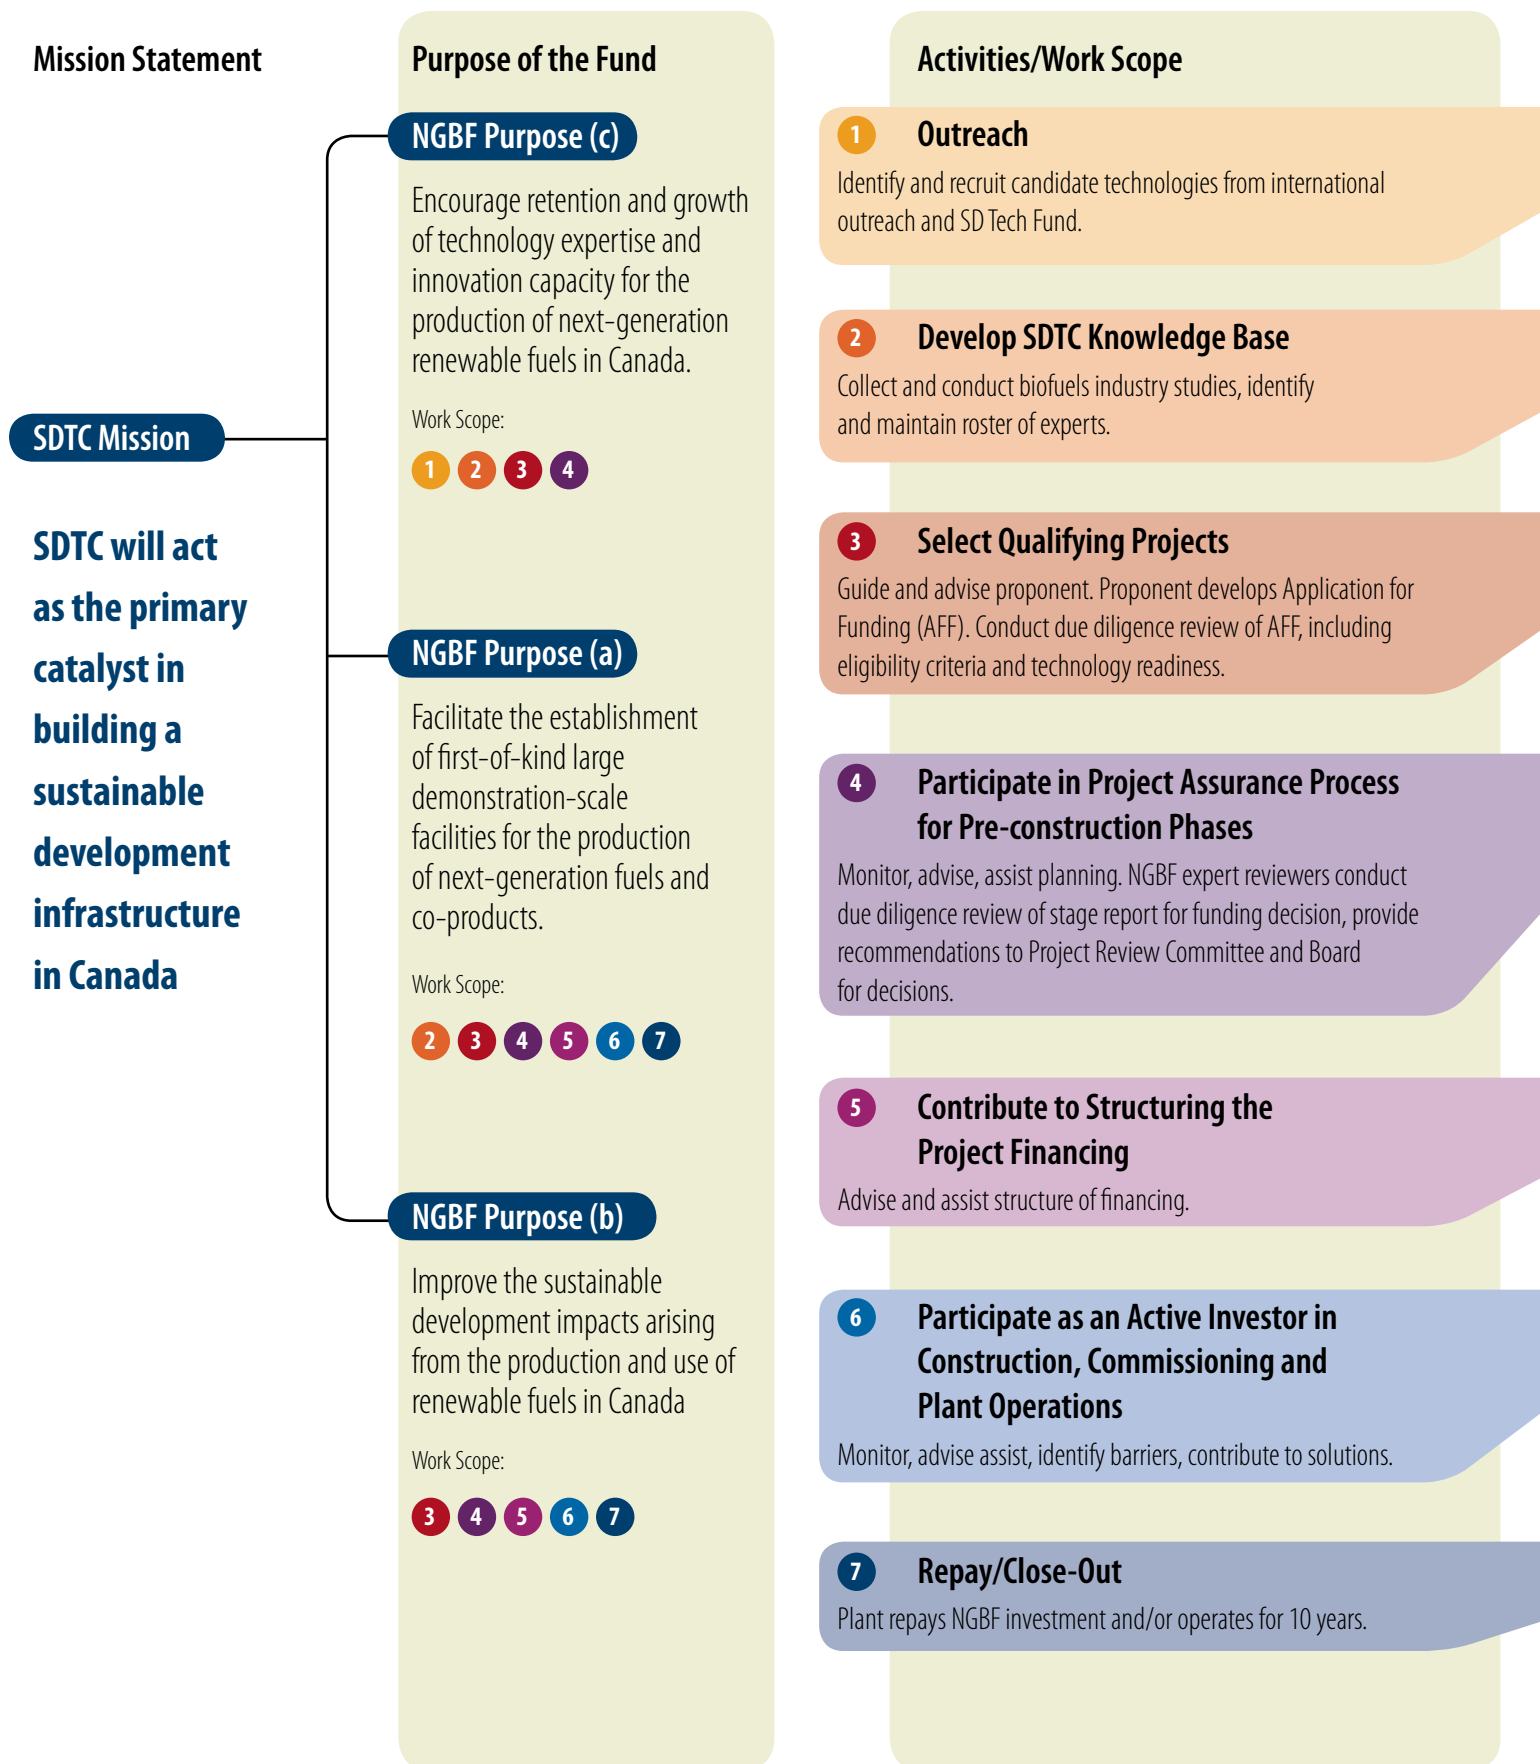 Mission Statement
SDTC Mission
SDTC will act
as the primary
catalyst in
building a
sustainable
development
infrastructure
in Canada
Purpose of the Fund
NGBF Purpose (c)
Encourage retention and growth
of technology expertise and
innovation capacity for the
production of next-generation
renewable fuels in Canada.
Work Scope:
1 2 3 4
NGBF Purpose (a)
Facilitate the establishment
of first-of-kind large
demonstration-scale
facilities for the production
of next-generation fuels and
co-products.
Work Scope:
2 3 4 5 6 7
NGBF Purpose (b)
Improve the sustainable
development impacts arising
from the production and use of
renewable fuels in Canada
Work Scope:
3 4 5 6 7
Activities/Work Scope
1 Outreach
Identify and recruit candidate technologies from international
outreach and SD Tech Fund.
2 Develop SDTC Knowledge Base
Collect and conduct biofuels industry studies, identify
and maintain roster of experts.
3 Select Qualifying Projects
Guide and advise proponent. Proponent develops Application for
Funding (AFF). Conduct due diligence review of AFF, including
eligibility criteria and technology readiness.
4 Participate in Project Assurance Process
for Pre-construction Phases
Monitor, advise, assist planning. NGBF expert reviewers conduct
due diligence review of stage report for funding decision, provide
recommendations to Project Review Committee and Board
for decisions.
5 Contribute to Structuring the
Project Financing
Advise and assist structure of financing.
6 Participate as an Active Investor in
Construction, Commissioning and
Plant Operations
Monitor, advise assist, identify barriers, contribute to solutions.
7 Repay/Close-Out
Plant repays NGBF investment and/or operates for 10 years.